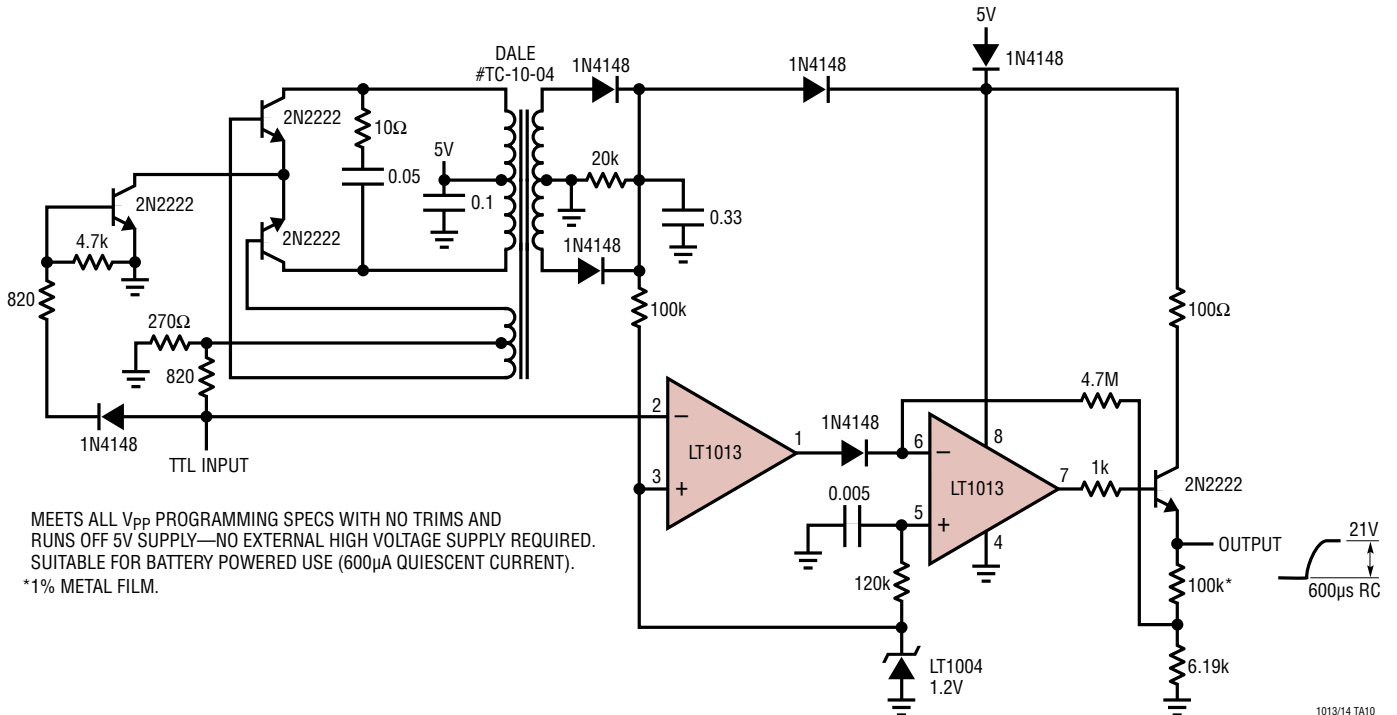 5V
DALE
#TC-10-04
1N4148
1N4148
1N4148
2N2222
10Ω
5V
20k
0.05
0.1
2N2222
0.33
2N2222
1N4148
4.7k
820
100k
100Ω
270Ω
820
4.7M
2
1
1N4148
6
8
LT1013
7
1k
1N4148
3
0.005
LT1013
2N2222
TTL INPUT
5
4
MEETS ALL VPP PROGRAMMING SPECS WITH NO TRIMS AND
RUNS OFF 5V SUPPLY—NO EXTERNAL HIGH VOLTAGE SUPPLY REQUIRED.
SUITABLE FOR BATTERY POWERED USE (600µA QUIESCENT CURRENT).
*1% METAL FILM.
OUTPUT
21V
120k
100k*
600µs RC
LT1004
1.2V
6.19k
1013/14 TA10